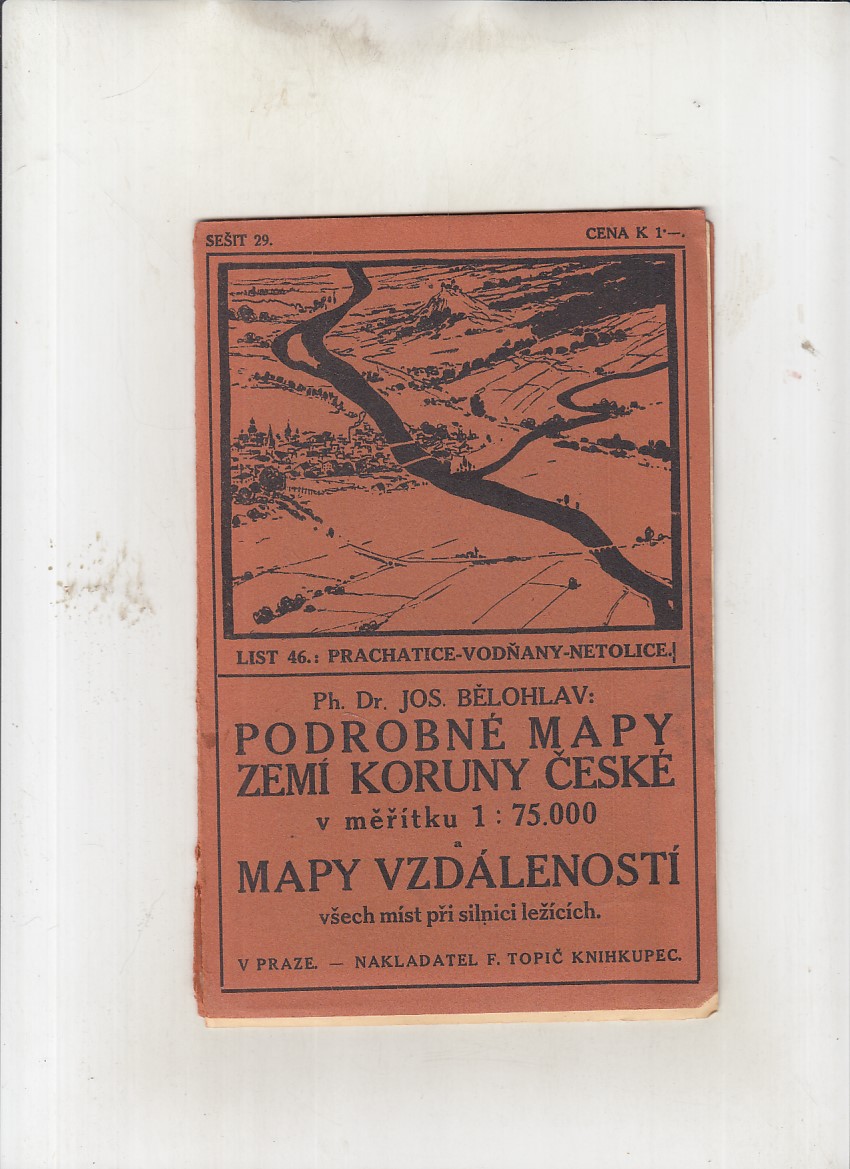 SEŠIT 29.
CENA K 1·—.
LIST 46.: PRACHATICE-VODŇANY-NETOLICE.
Ph. Dr. JOS. BĚLOHLAV:
PODROBNÉ MAPY
ZEMÍ KORUNY ČESKÉ
v měřítku 1 : 75.000
a
MAPY VZDÁLENOSTÍ
všech míst při silnici ležících.
V PRAZE. — NAKLADATEL F. TOPIČ KNIHKUPEC.